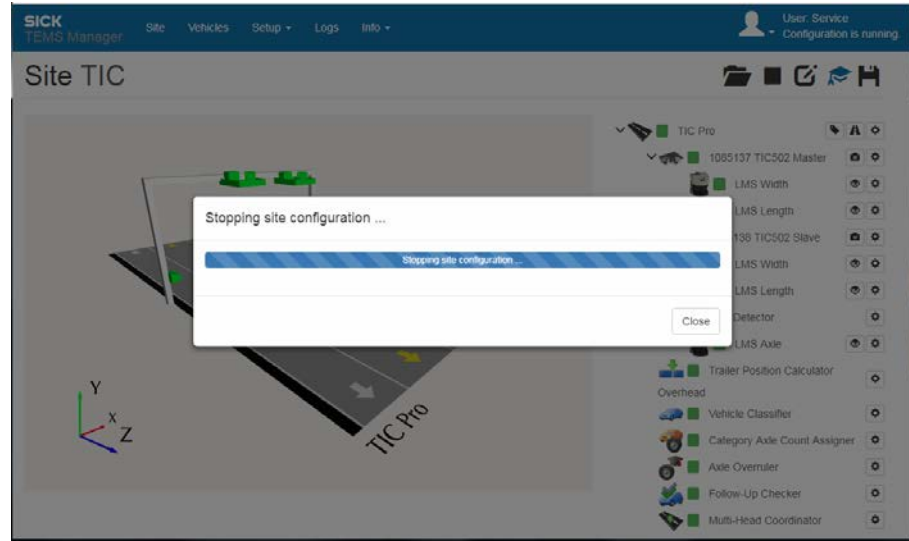 SICK
TEMS Manager
Site
Vehicles
Setup
Logs
Info
User: Service
Configuration is running.
Site TIC
TIC Pro
1065137 TIC502 Master
LMS Width
Stopping site configuration ...
LMS Length
138 TIC502 Slave
Stopping site configuration ...
LMS Width
LMS Length
Close
Detector
LMS Axle
Trailer Position Calculator
Overhead
Vehicle Classifier
Category Axle Count Assigner
Axle Overruler
Follow-Up Checker
Multi-Head Coordinator
Y
X
Z
TIC Pro